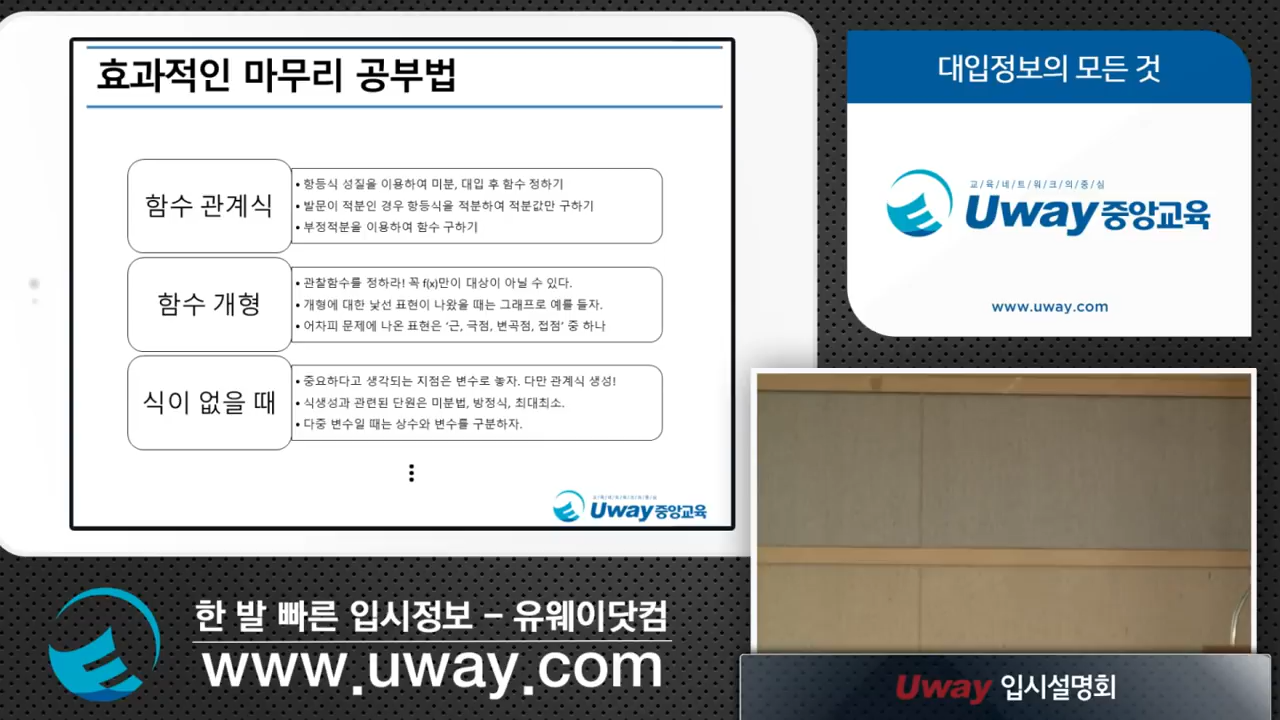 효과적인 마무리 공부법
함수 관계식
• 항등식 성질을 이용하여 미분, 대입 후 함수 정하기
• 발문이 적분인 경우 항등식을 적분하여 적분값만 구하기
• 부정적분을 이용하여 함수 구하기
함수 개형
• 관찰함수를 정하라! 꼭 f(x)만이 대상이 아닐 수 있다.
• 개형에 대한 낯선 표현이 나왔을 때는 그래프로 예를 들자.
• 어차피 문제에 나온 표현은 ‘근, 극점, 변곡점, 접점’ 중 하나
식이 없을 때
• 중요하다고 생각되는 지점은 변수로 놓자. 다만 관계식 생성!
• 식생성과 관련된 단원은 미분법, 방정식, 최대최소.
• 다중 변수일 때는 상수와 변수를 구분하자.
교/육/네/트/워/크/의/중/심
Uway중앙교육
대입정보의 모든 것
교/육/네/트/워/크/의/중/심
Uway중앙교육
www.uway.com
한 발 빠른 입시정보 – 유웨이닷컴
www.uway.com
Uway 입시설명회